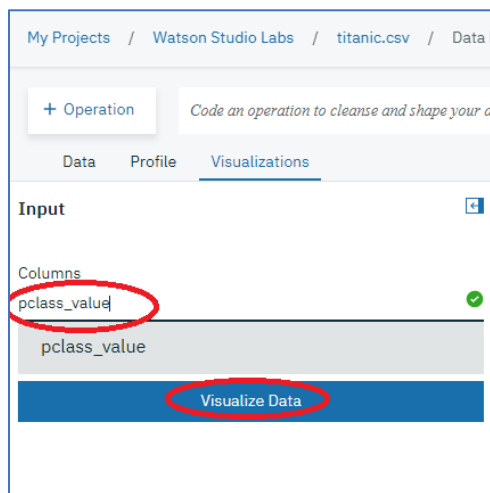 My Projects / Watson Studio Labs / titanic.csv / Data
+ Operation
Code an operation to cleanse and shape your
Data Profile Visualizations
Input
Columns
pclass_value
pclass_value
Visualize Data